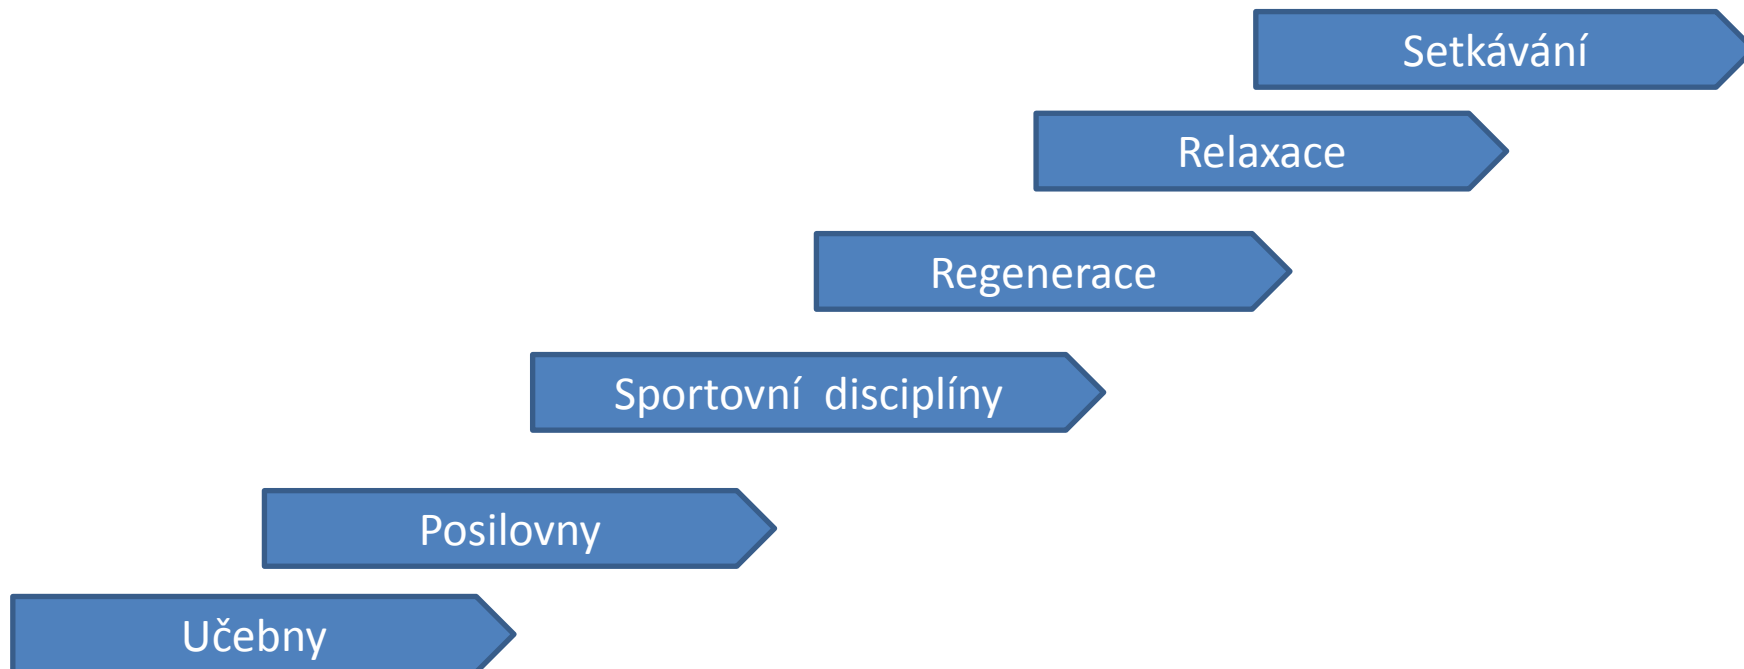 Setkávání
Relaxace
Regenerace
Sportovní  disciplíny
Posilovny
Učebny